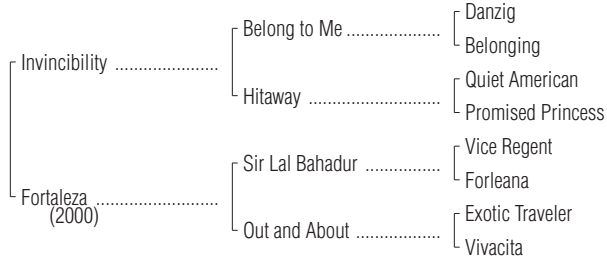 Danzig
Belong to Me ....................
Belonging
Invincibility ......................
Quiet American
Hitaway ............................
Promised Princess
Vice Regent
Sir Lal Bahadur ................
Forleana
Fortaleza ..........................
(2000)
Exotic Traveler
Out and About ..................
Vivacita